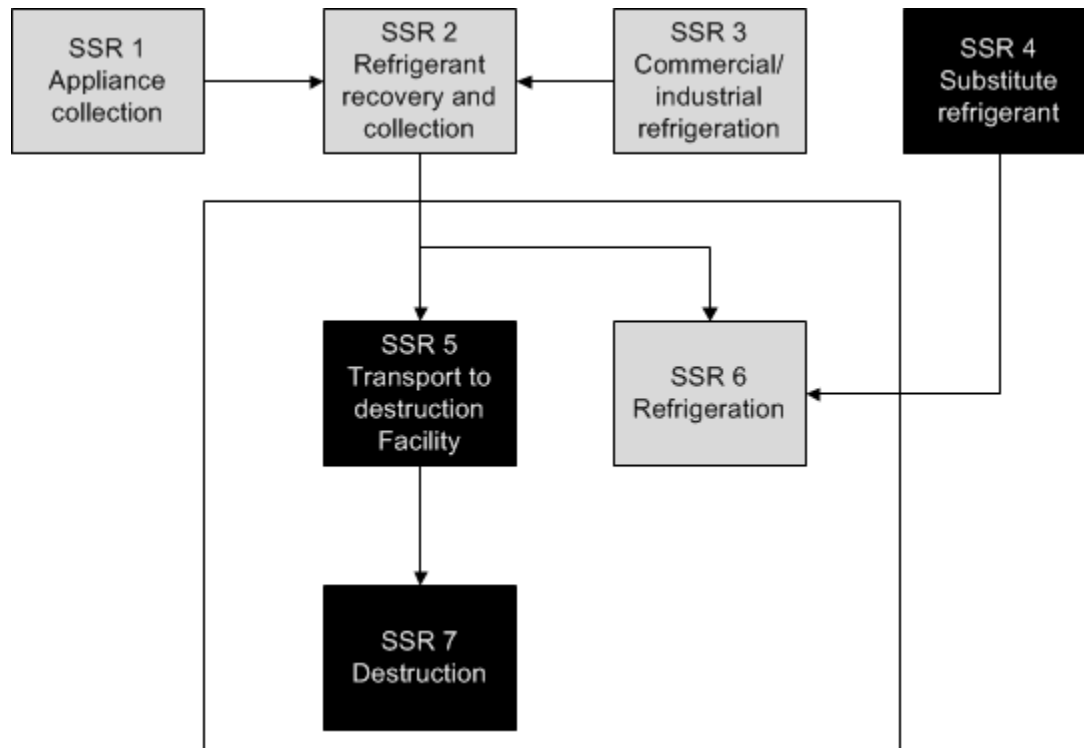 SSR 1
Appliance
collection
SSR 2
Refrigerant
recovery and
collection
SSR 3
Commercial/
industrial
refrigeration
SSR 4
Substitute
refrigerant
SSR 5
Transport to
destruction
Facility
SSR 6
Refrigeration
SSR 7
Destruction